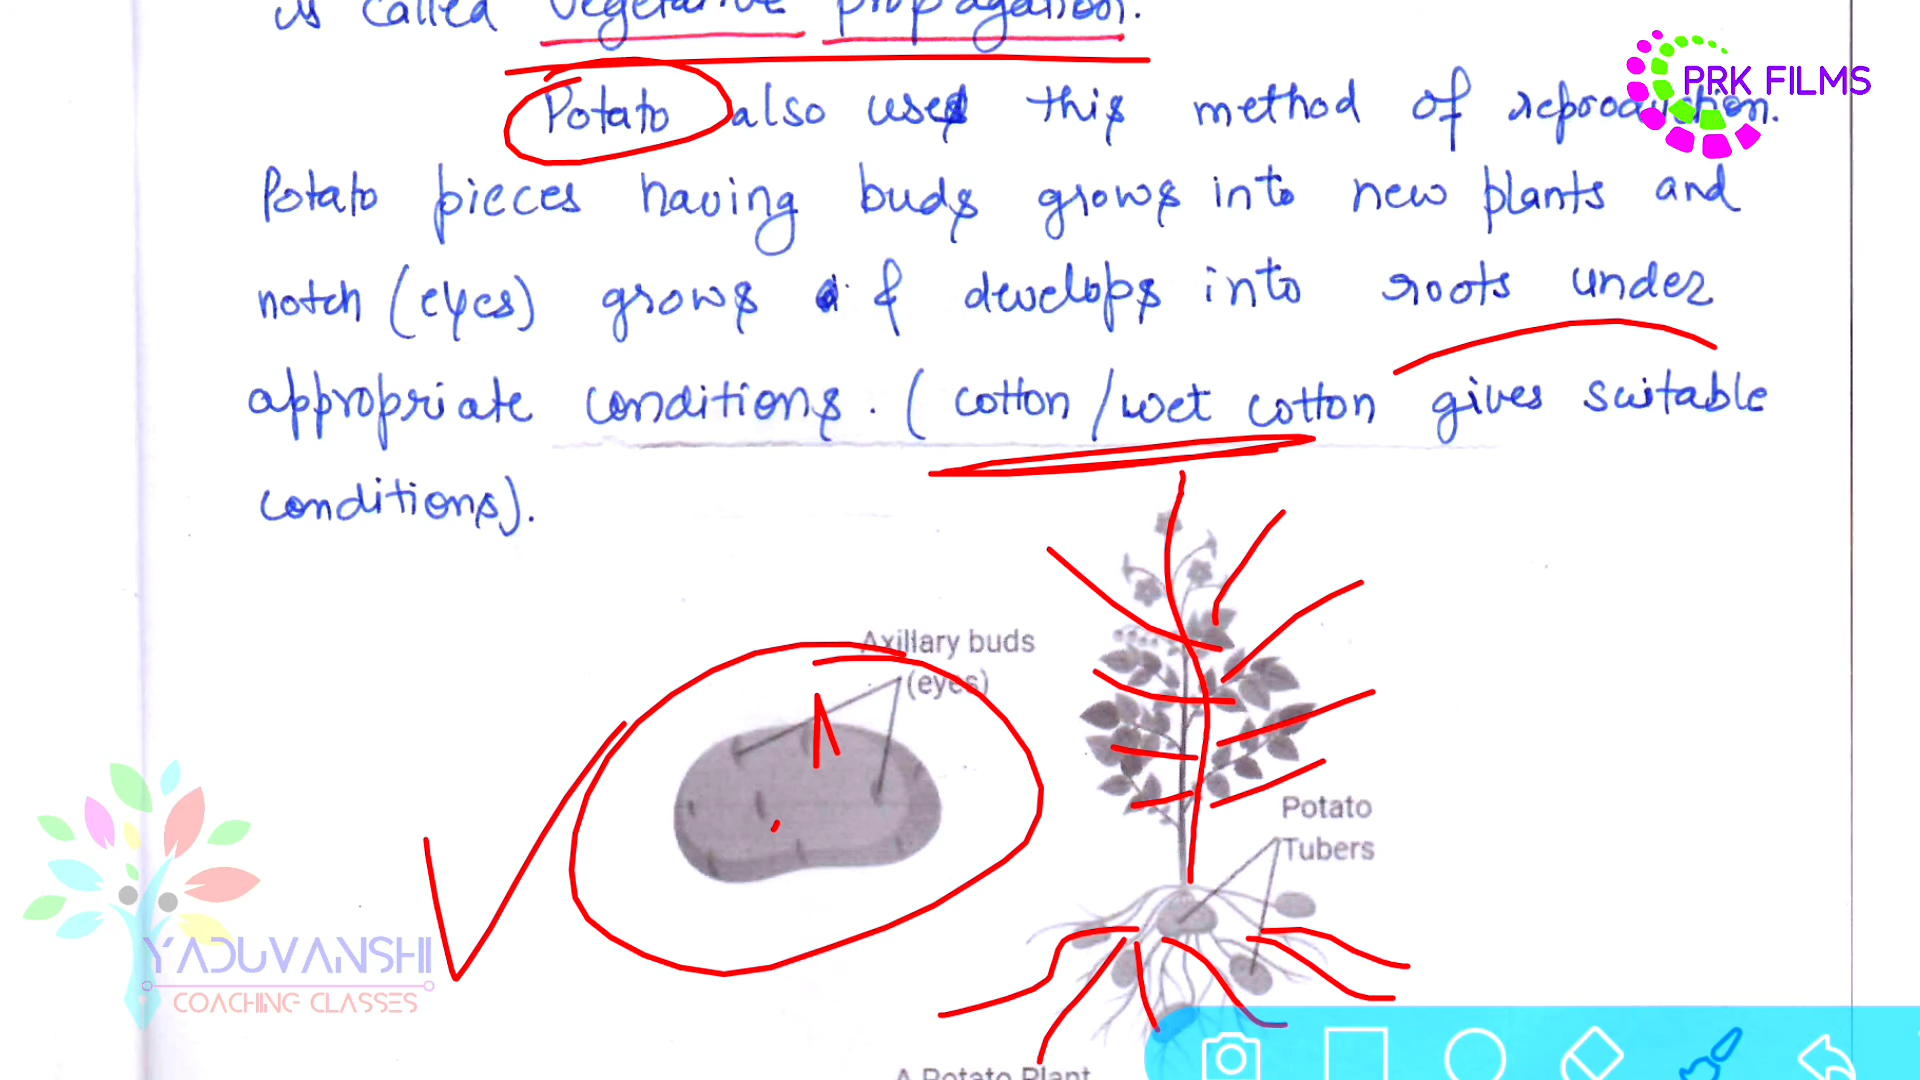 is called vegetative propagation.
PRK FILMS
Potato also uses this method of reproduction.
Potato pieces having buds grows into new plants and
notch (eyes) grows & develops into roots under
appropriate conditions. (cotton/wet cotton gives suitable
conditions).
Axillary buds
(eyes)
Potato
Tubers
A Potato Plant
YADUVANSHI
COACHING CLASSES